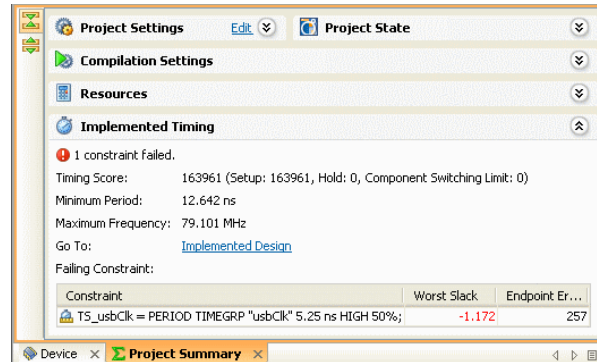 Project Settings Edit Project State
Compilation Settings
Resources
Implemented Timing
1 constraint failed.
Timing Score: 163961 (Setup: 163961, Hold: 0, Component Switching Limit: 0)
Minimum Period: 12.642 ns
Maximum Frequency: 79.101 MHz
Go To: Implemented Design
Failing Constraint:
Constraint Worst Slack Endpoint Er...
TS_usbClk = PERIOD TIMEGRP "usbClk" 5.25 ns HIGH 50%; -1.172 257
Device Project Summary